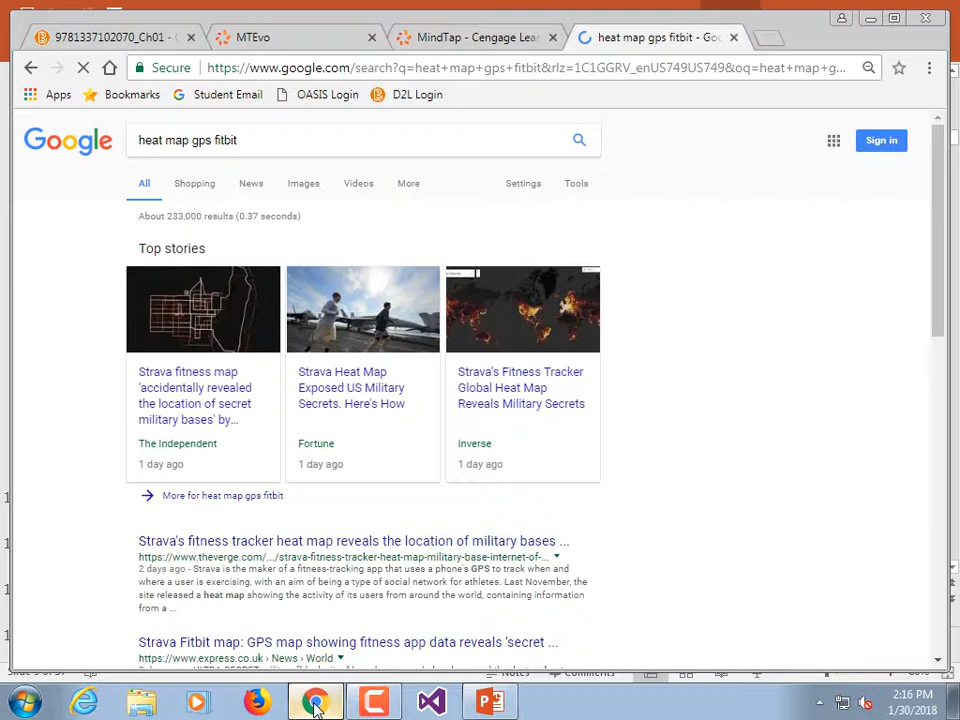 9781337102070_Ch01 - C
MTEvo
MindTap - Cengage Lea
heat map gps fitbit - Goo
Secure
https://www.google.com/search?q=heat+map+gps+fitbit&rlz=1C1GGRV_enUS749US749&oq=heat+map+g...
Apps
Bookmarks
Student Email
OASIS Login
D2L Login
Google
heat map gps fitbit
Sign in
All
Shopping
News
Images
Videos
More
Settings
Tools
About 233,000 results (0.37 seconds)
Top stories
Strava fitness map
'accidentally revealed
the location of secret
military bases' by...
The Independent
1 day ago
Strava Heat Map
Exposed US Military
Secrets. Here's How
Fortune
1 day ago
Strava's Fitness Tracker
Global Heat Map
Reveals Military Secrets
Inverse
1 day ago
More for heat map gps fitbit
Strava's fitness tracker heat map reveals the location of military bases ...
https://www.theverge.com/.../strava-fitness-tracker-heat-map-military-base-internet-of-...
2 days ago - Strava is the maker of a fitness-tracking app that uses a phone's GPS to track when and
where a user is exercising, with an aim of being a type of social network for athletes. Last November, the
site released a heat map showing the activity of its users from around the world, containing information
from a ...
Strava Fitbit map: GPS map showing fitness app data reveals 'secret ...
https://www.express.co.uk › News › World
Notes
Comments
2:16 PM
1/30/2018